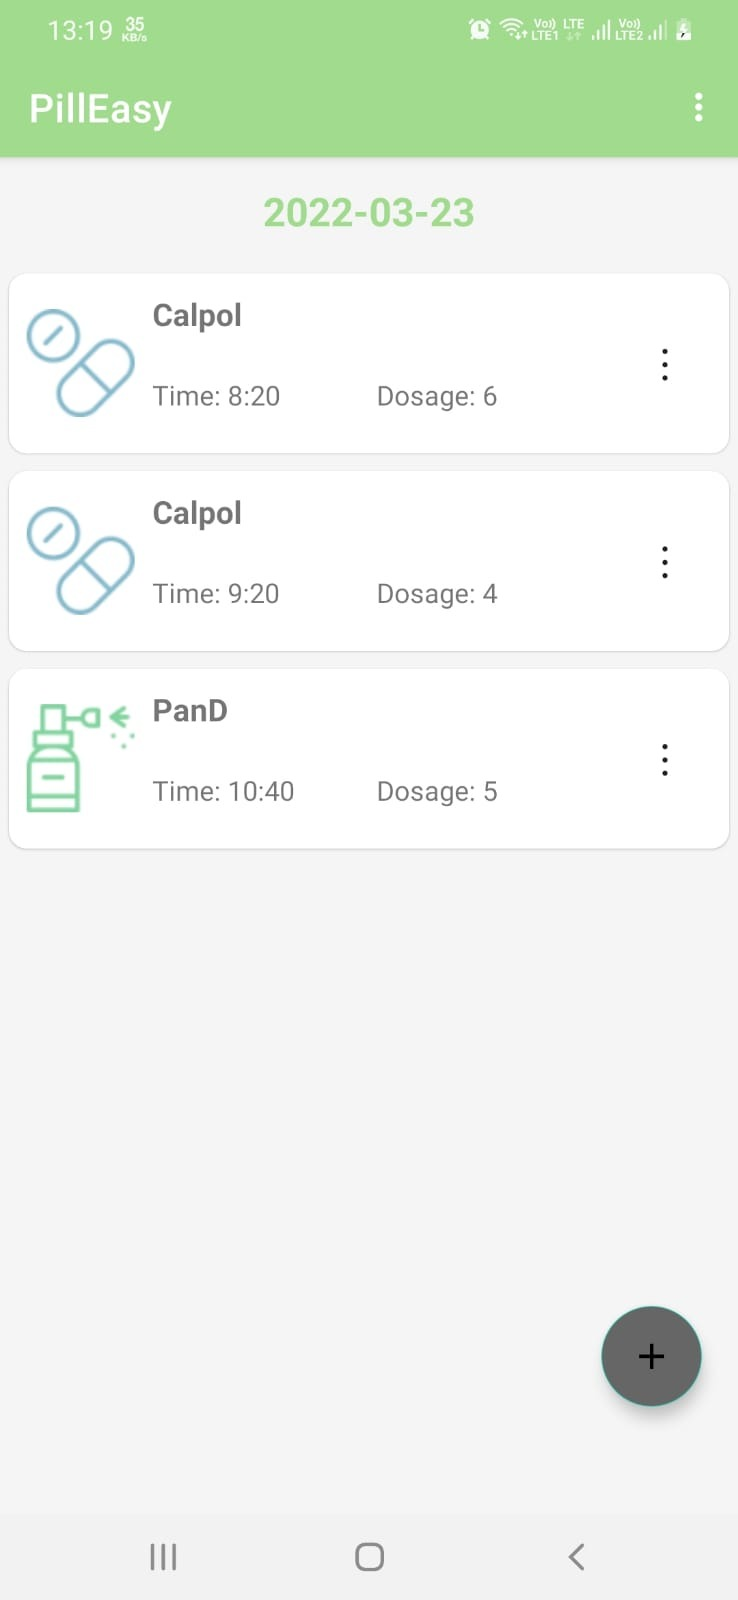 13:19 35 KB/s Vo)) LTE1 LTE Vo)) LTE2
PillEasy
2022-03-23
Calpol
Time: 8:20 Dosage: 6
Calpol
Time: 9:20 Dosage: 4
PanD
Time: 10:40 Dosage: 5
+